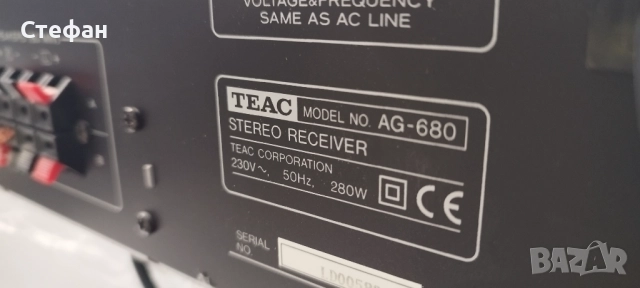 Стефан
VOLTAGE&FREQUENCY
SAME AS AC LINE
TEAC MODEL NO. AG-680
STEREO RECEIVER
TEAC CORPORATION
230V~, 50Hz, 280W CE
SERIAL
NO.
BAZAR